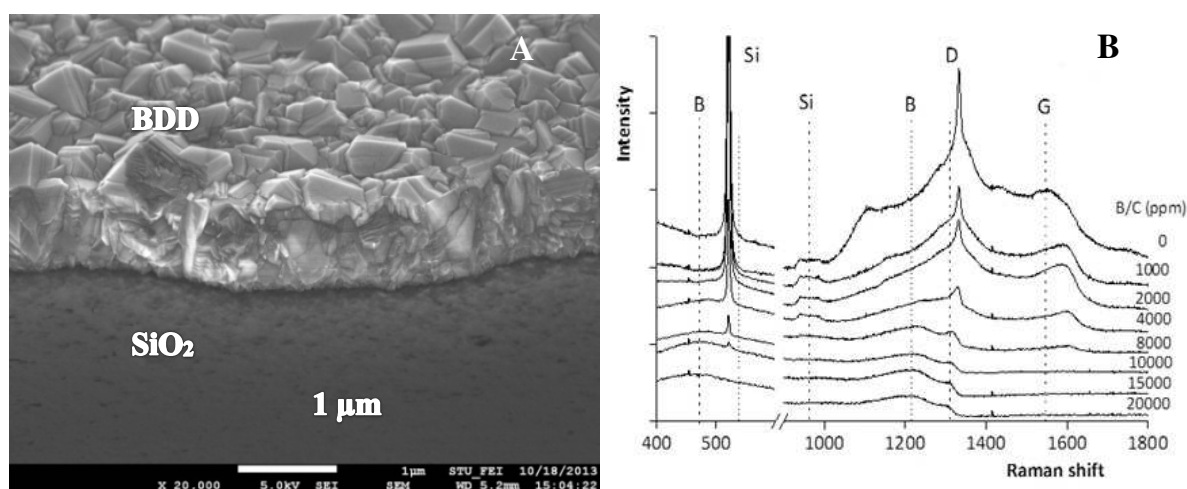 A
BDD
SiO₂
1 µm
1µm STU_FEI 10/18/2013
X 20,000 5.0kV SEI SEM WD 5.2mm 15:04:22
B
Si
D
B
Si
B
G
Intensity
B/C (ppm)
0
1000
2000
4000
8000
10000
15000
20000
400 500 1000 1200 1400 1600 1800
Raman shift